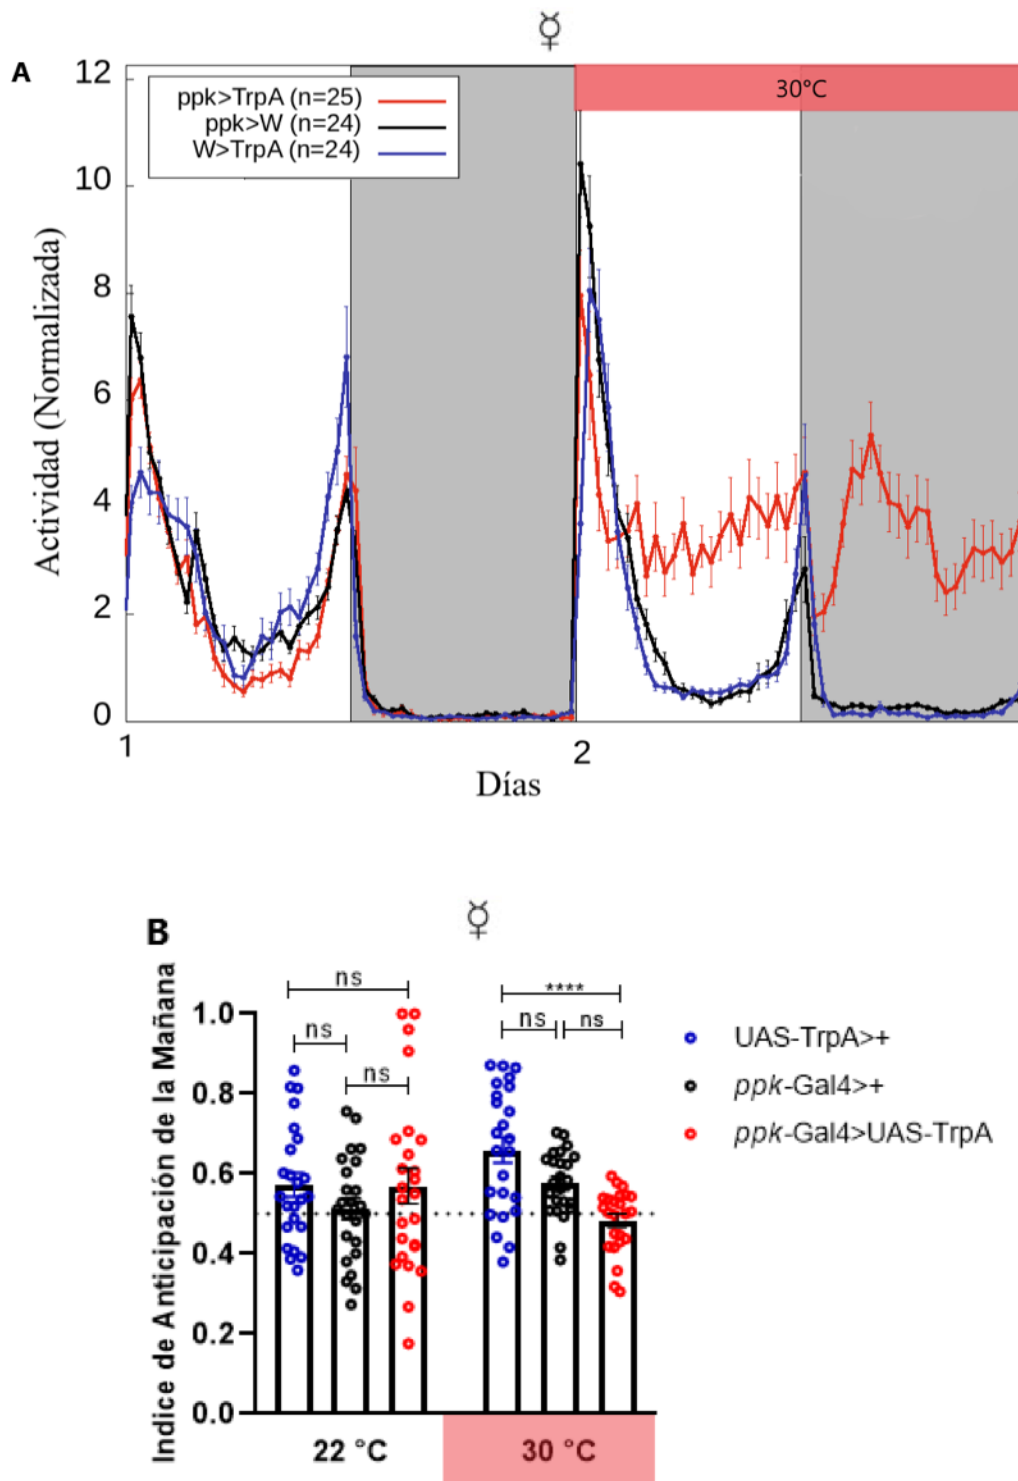 ☿
A
12
10
8
6
4
2
0
Actividad (Normalizada)
ppk>TrpA (n=25)
ppk>W (n=24)
W>TrpA (n=24)
30°C
1
2
Días
☿
B
Indice de Anticipación de la Mañana
1.0
0.8
0.6
0.4
0.2
0.0
ns
ns
ns
****
ns
ns
22 °C
30 °C
UAS-TrpA>+
ppk-Gal4>+
ppk-Gal4>UAS-TrpA